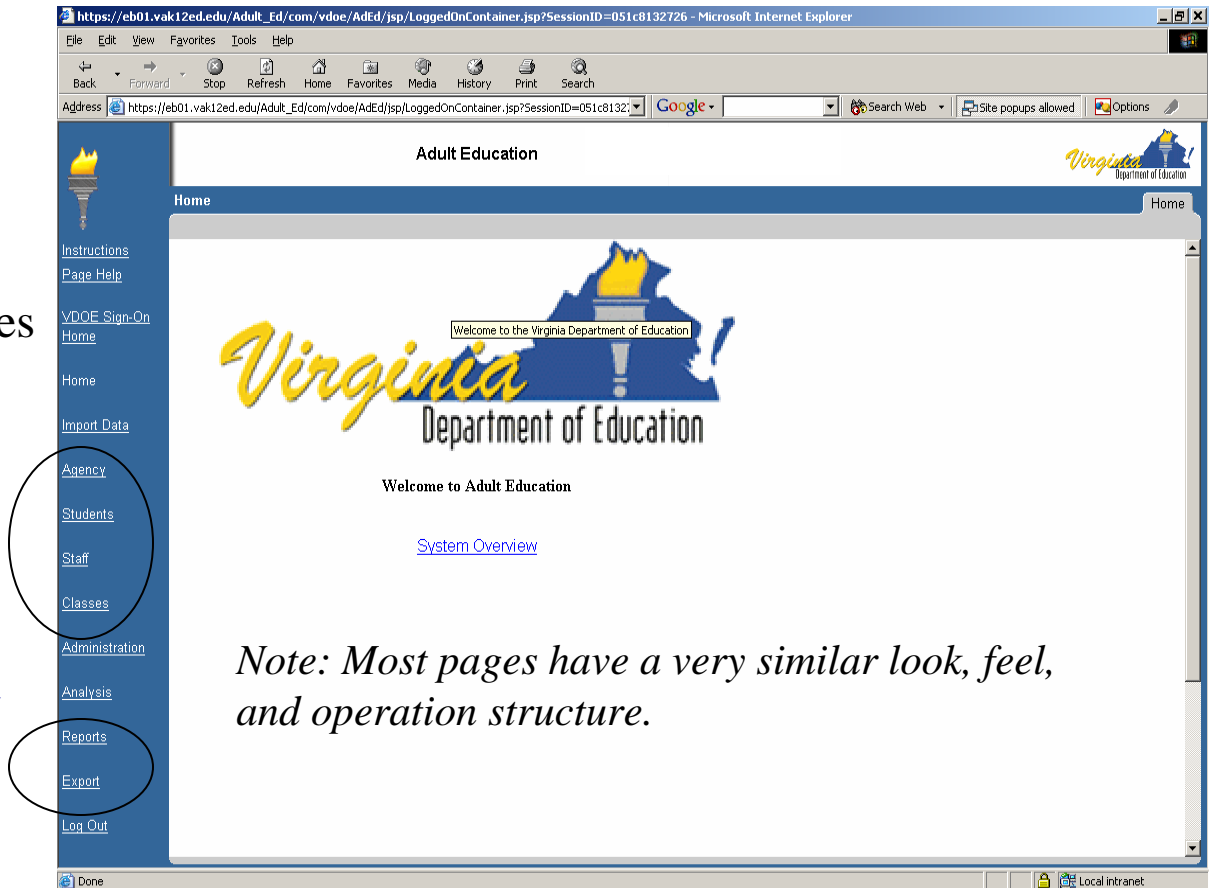 https://eb01.vak12ed.edu/Adult_Ed/com/vdoe/AdEd/jsp/LoggedOnContainer.jsp?SessionID=051c8132726 - Microsoft Internet Explorer
File Edit View Favorites Tools Help
Back Forward Stop Refresh Home Favorites Media History Print Search
Address https://eb01.vak12ed.edu/Adult_Ed/com/vdoe/AdEd/jsp/LoggedOnContainer.jsp?SessionID=051c8132 Google Search Web Site popups allowed Options
Adult Education
Virginia!
Department of Education
Home
Home
Instructions
Page Help
VDOE Sign-On
Home
es
Home
Import Data
Agency
Students
Staff
Classes
Administration
Analysis
Reports
Export
Log Out
Welcome to the Virginia Department of Education
Virginia!
Department of Education
Welcome to Adult Education
System Overview
Note: Most pages have a very similar look, feel,
and operation structure.
Done
Local intranet